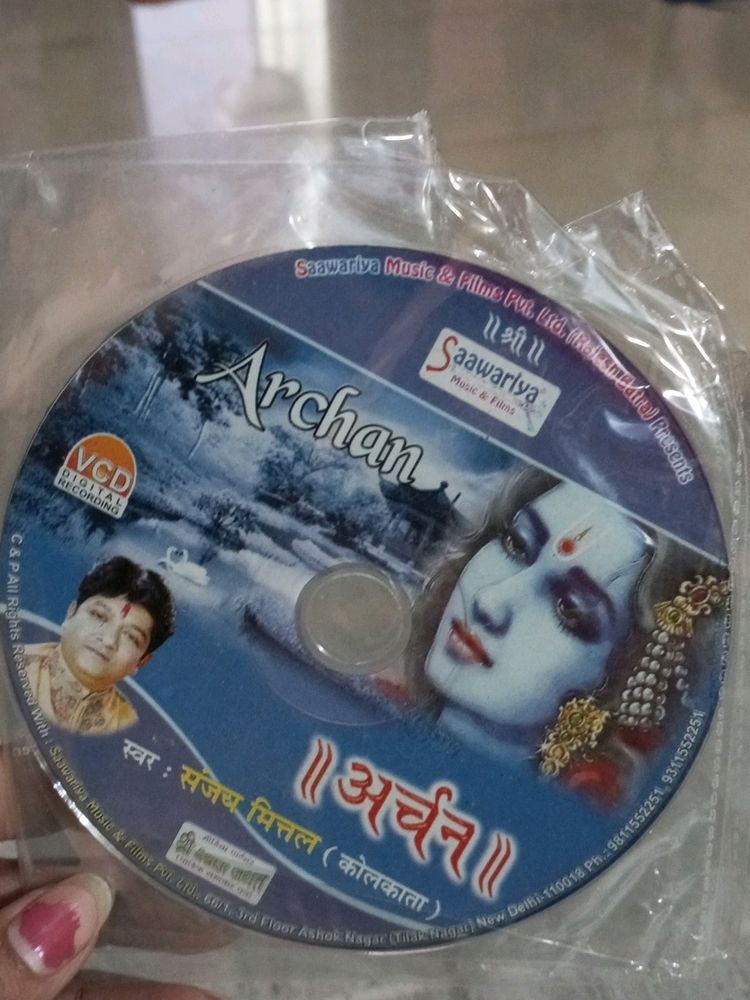 Saawariya Music & Films Pvt. Ltd. (Rajesh Batra) Presents
॥ श्री ॥
Saawariya
Music & Films
Archan
VCD
DIGITAL
RECORDING
॥ अर्चन ॥
स्वर : संजय मित्तल ( कोलकाता )
C & P All Rights Reserved With : Saawariya Music & Films Pvt. Ltd., 66/1, 3rd Floor Ashok Nagar (Tilak Nagar) New Delhi-110018 Ph.: 9811552251, 9311552251